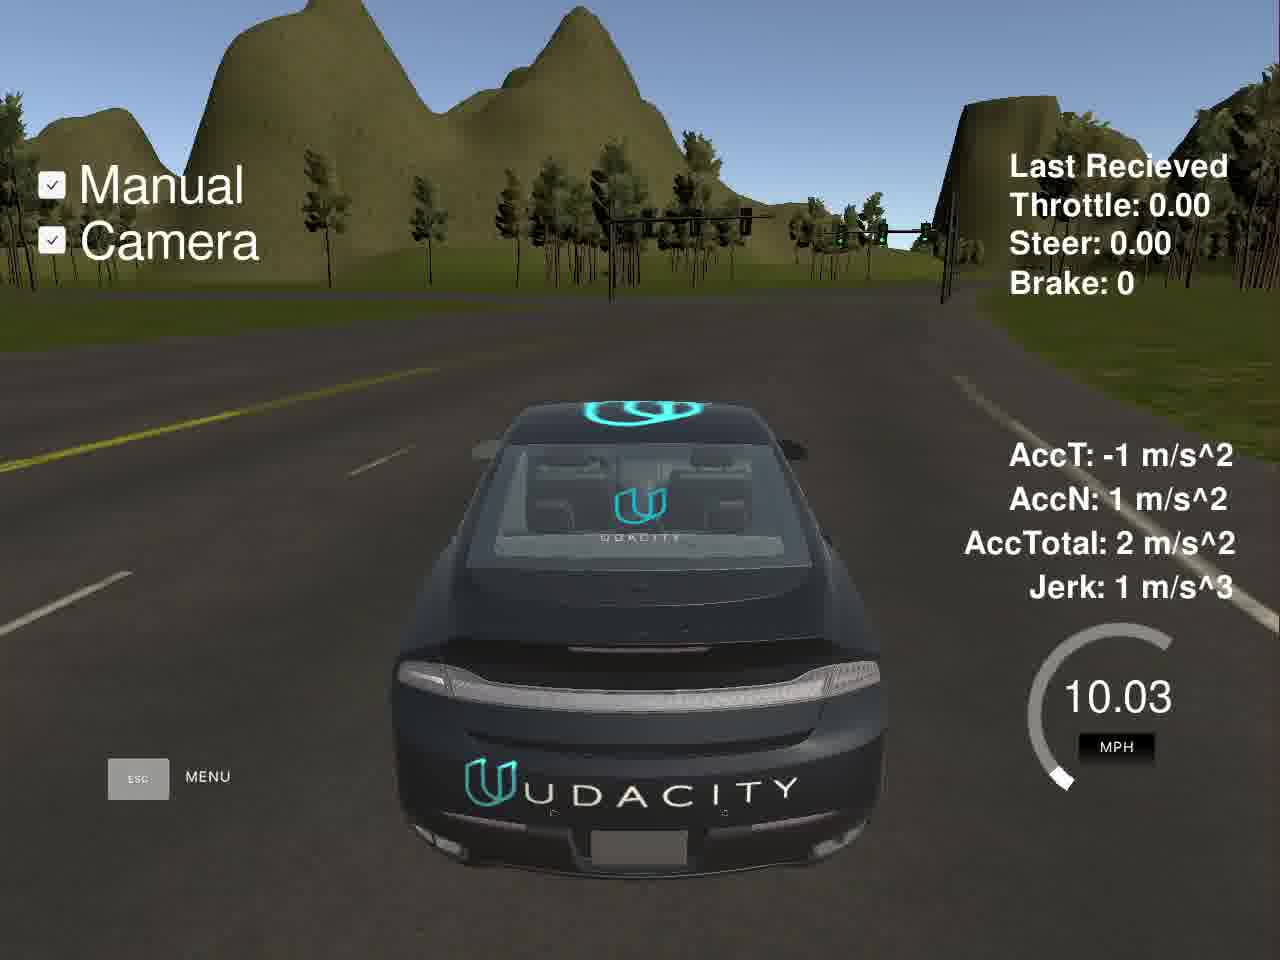 Manual
Camera
Last Recieved
Throttle: 0.00
Steer: 0.00
Brake: 0
AccT: -1 m/s^2
AccN: 1 m/s^2
AccTotal: 2 m/s^2
Jerk: 1 m/s^3
10.03
MPH
ESC MENU
UDACITY
UDACITY